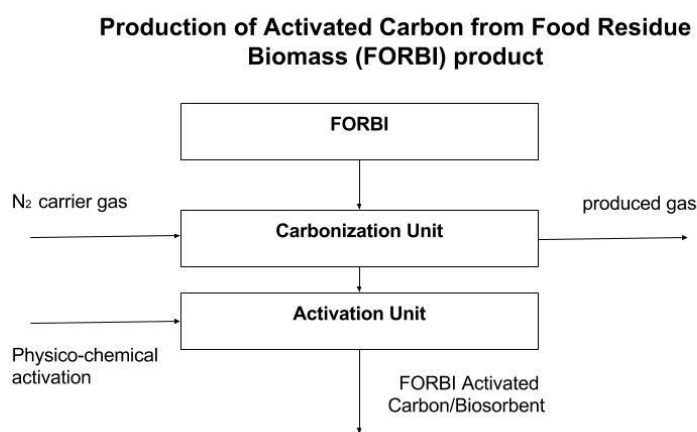 Production of Activated Carbon from Food Residue
Biomass (FORBI) product
FORBI
N₂ carrier gas
produced gas
Carbonization Unit
Activation Unit
Physico-chemical
activation
FORBI Activated
Carbon/Biosorbent